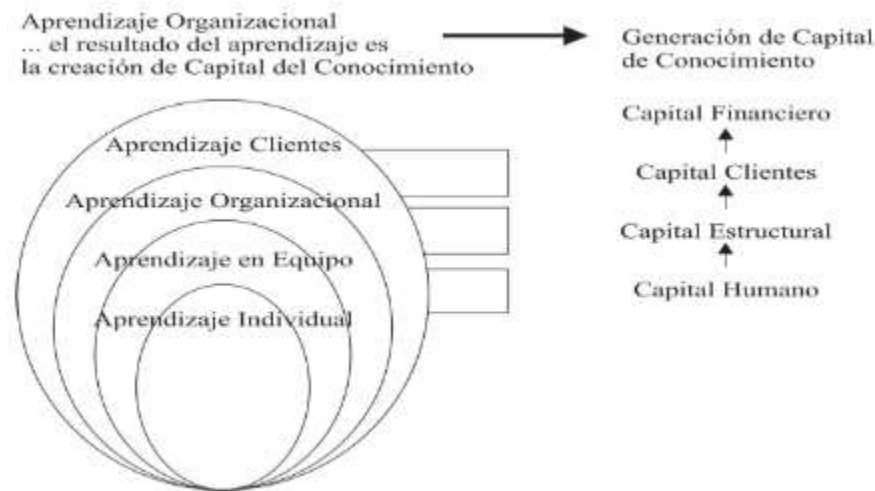 Aprendizaje Organizacional
... el resultado del aprendizaje es
la creación de Capital del Conocimiento
Generación de Capital
de Conocimiento
Aprendizaje Clientes
Aprendizaje Organizacional
Aprendizaje en Equipo
Aprendizaje Individual
Capital Financiero
Capital Clientes
Capital Estructural
Capital Humano